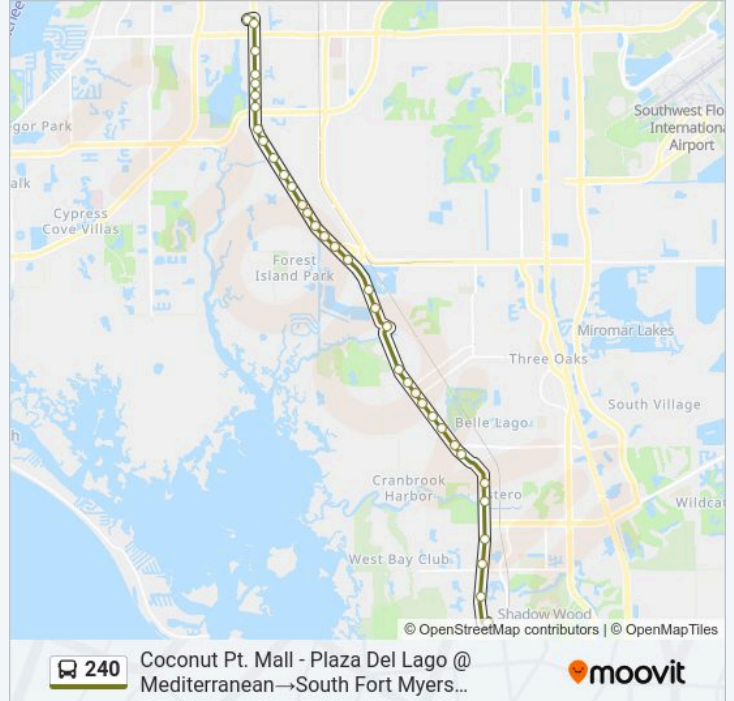 Southwest Flo
Internationa
Airport
gor Park
alk
Cypress
Cove Villas
Forest
Island Park
Miromar Lakes
Three Oaks
South Village
Belle Lago
h
Cranbrook
Harbor
stero
Wildcat
West Bay Club
Shadow Wood
© OpenStreetMap contributors | © OpenMapTiles
240
Coconut Pt. Mall - Plaza Del Lago @
Mediterranean→South Fort Myers…
moovit